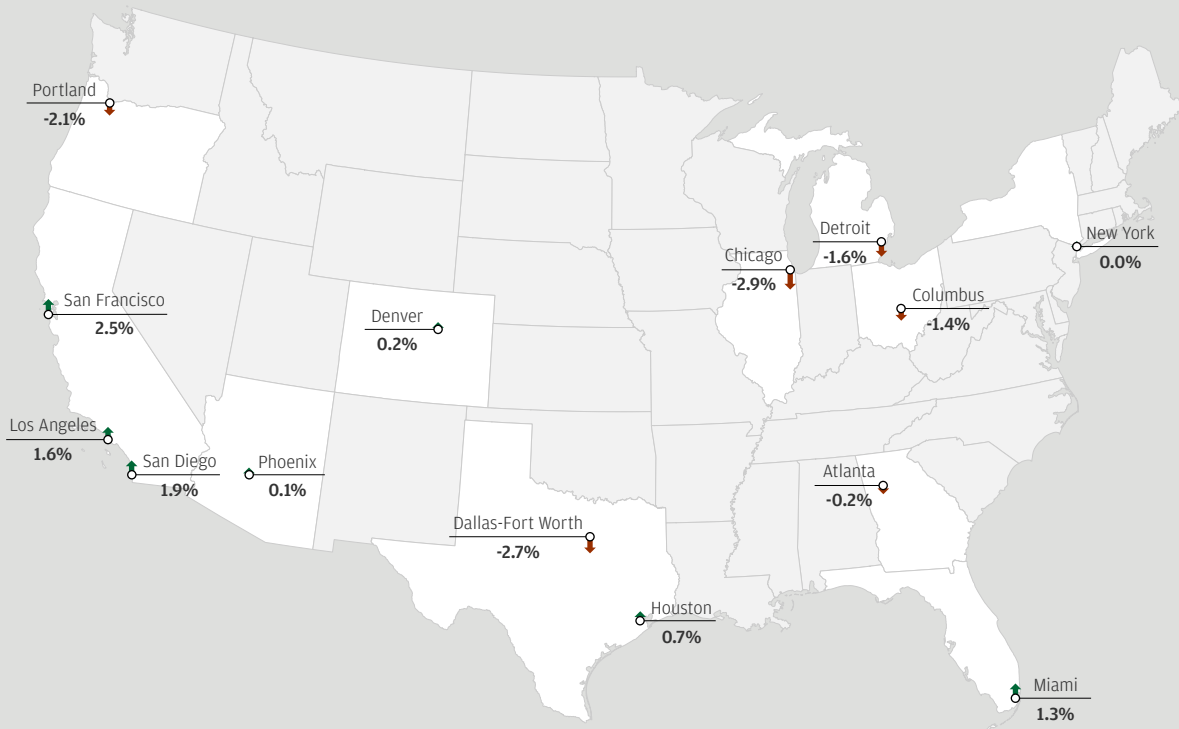 Portland
-2.1%
Detroit
-1.6%
New York
0.0%
Chicago
-2.9%
Columbus
-1.4%
San Francisco
2.5%
Denver
0.2%
Los Angeles
1.6%
San Diego
1.9%
Phoenix
0.1%
Atlanta
-0.2%
Dallas-Fort Worth
-2.7%
Houston
0.7%
Miami
1.3%